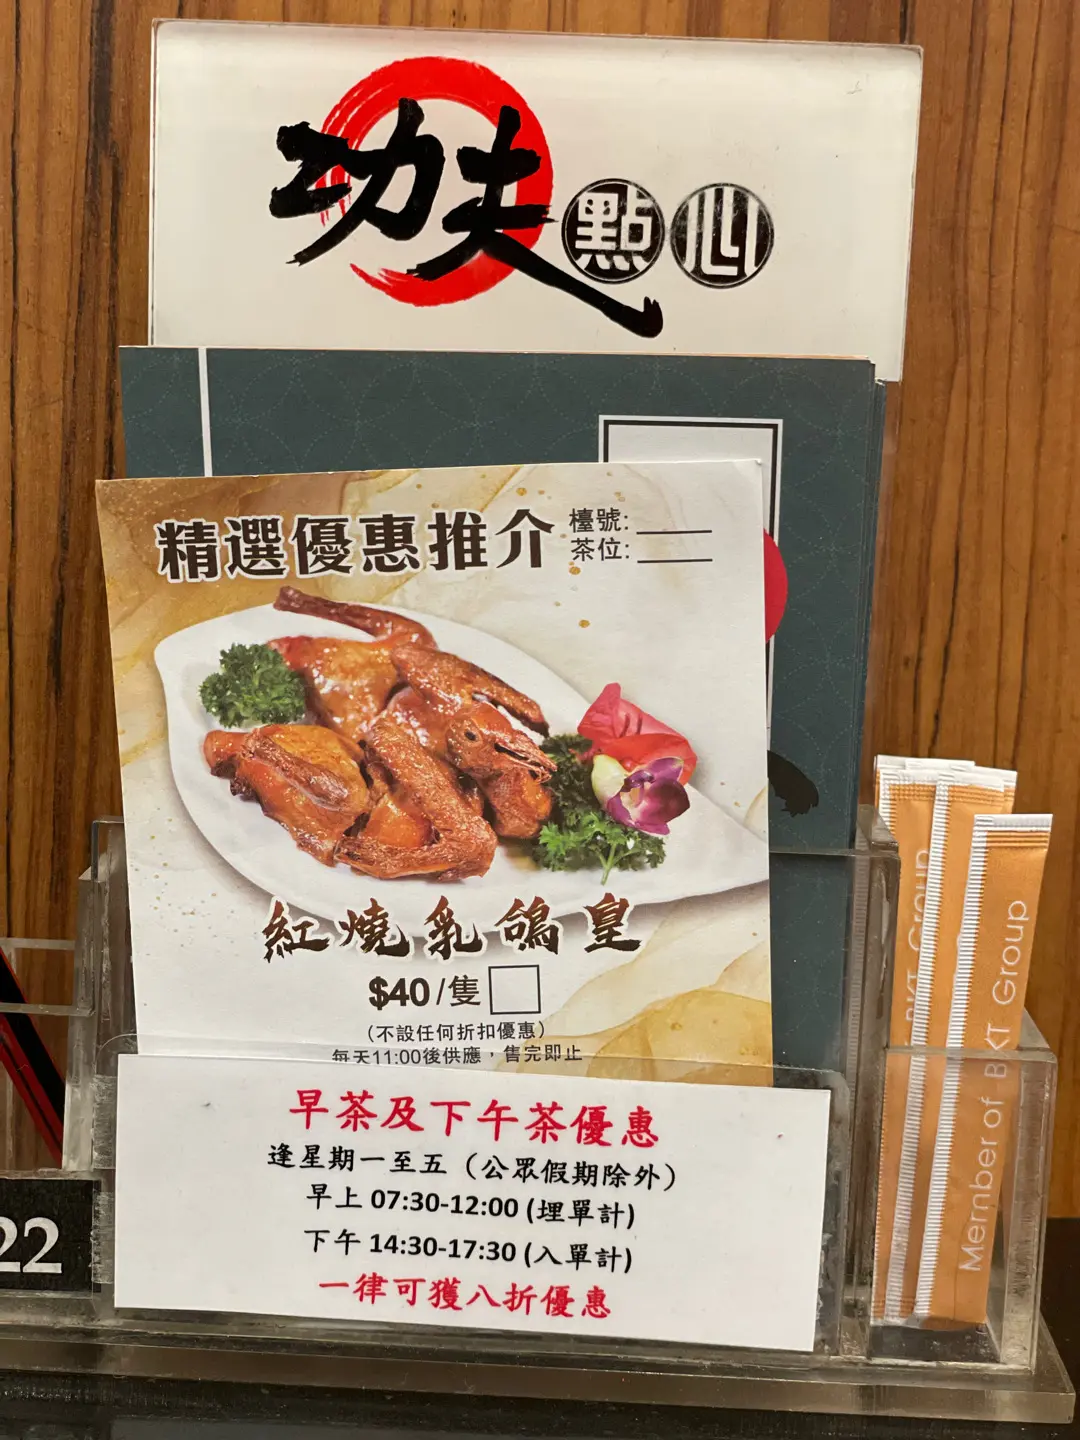 功夫點心
精選優惠推介
檯號:
茶位:
紅燒乳鴿皇
$40/隻
(不設任何折扣優惠)
每天11:00後供應，售完即止
早茶及下午茶優惠
逢星期一至五（公眾假期除外）
早上 07:30-12:00 (埋單計)
下午 14:30-17:30 (入單計)
一律可獲八折優惠
22
BKT Group
Member of BKT Group